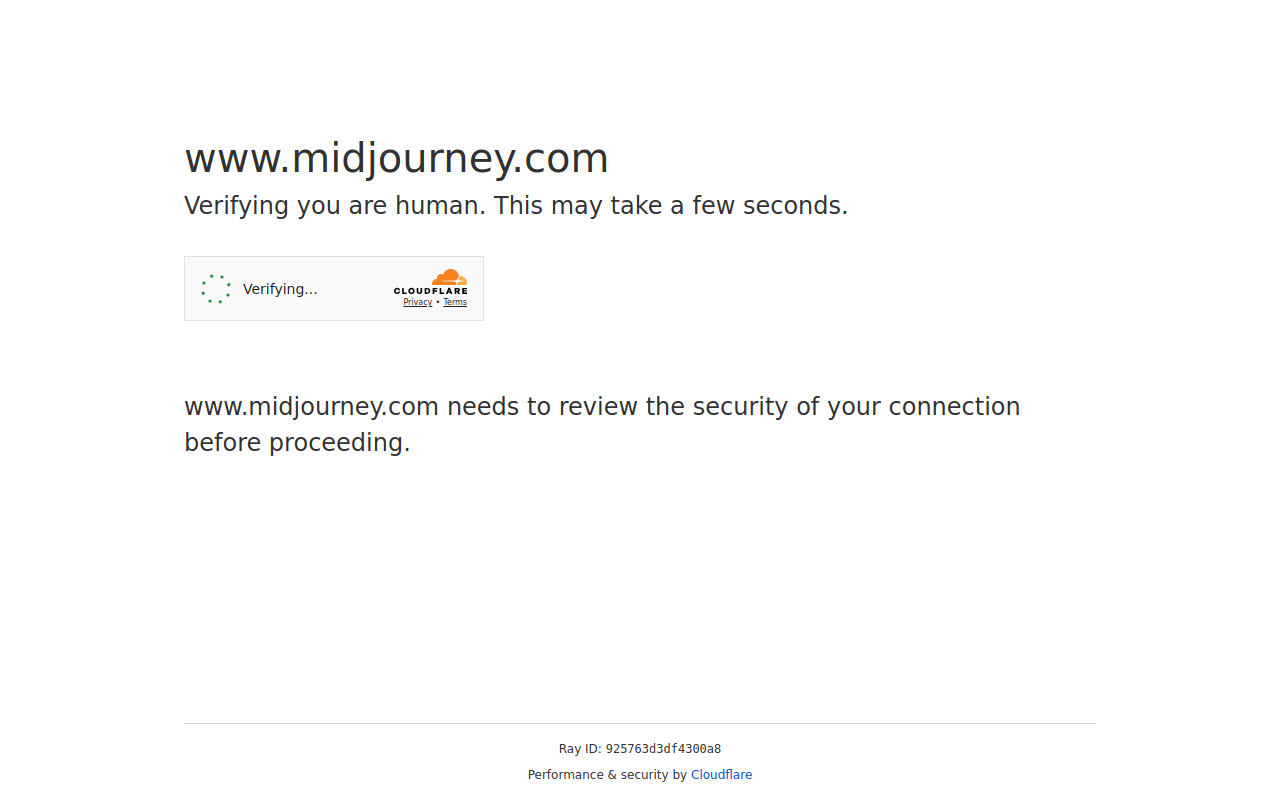 www.midjourney.com
Verifying you are human. This may take a few seconds.
Verifying...
CLOUDFLARE
Privacy • Terms
www.midjourney.com needs to review the security of your connection
before proceeding.
Ray ID: 925763d3df4300a8
Performance & security by Cloudflare